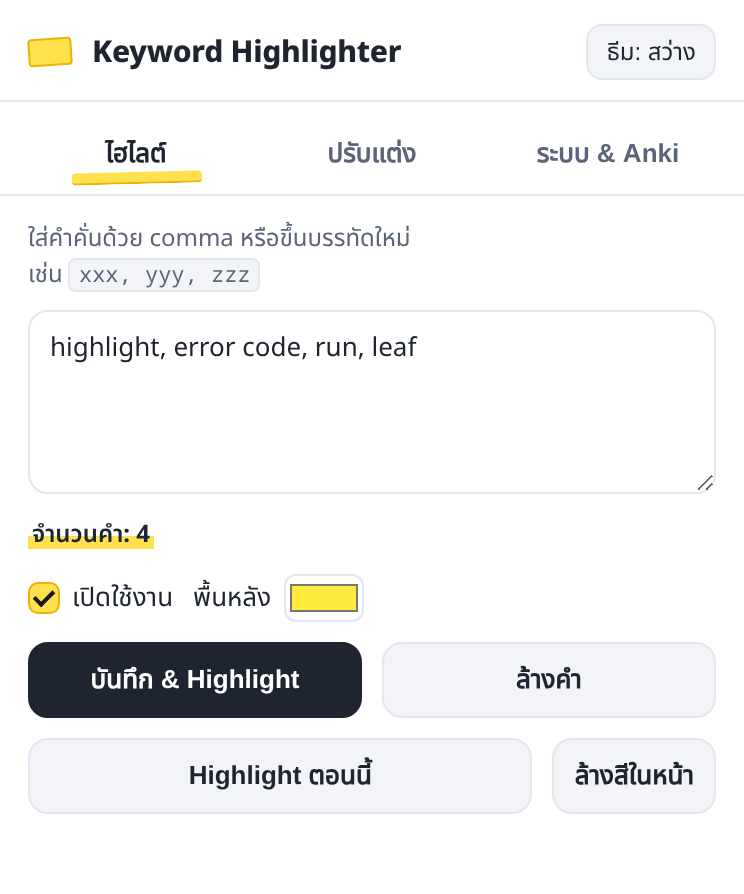 Keyword Highlighter
ธีม: สว่าง
ไฮไลต์
ปรับแต่ง
ระบบ & Anki
ใส่คำคั่นด้วย comma หรือขึ้นบรรทัดใหม่
เช่น xxx, yyy, zzz
highlight, error code, run, leaf
จำนวนคำ: 4
เปิดใช้งาน พื้นหลัง
บันทึก & Highlight
ล้างคำ
Highlight ตอนนี้
ล้างสีในหน้า